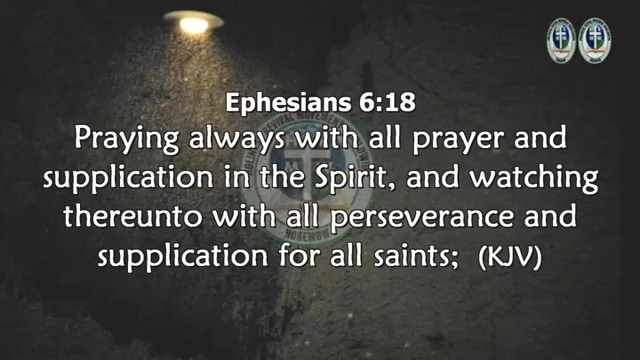 Ephesians 6:18
Praying always with all prayer and
supplication in the Spirit, and watching
thereunto with all perseverance and
supplication for all saints; (KJV)